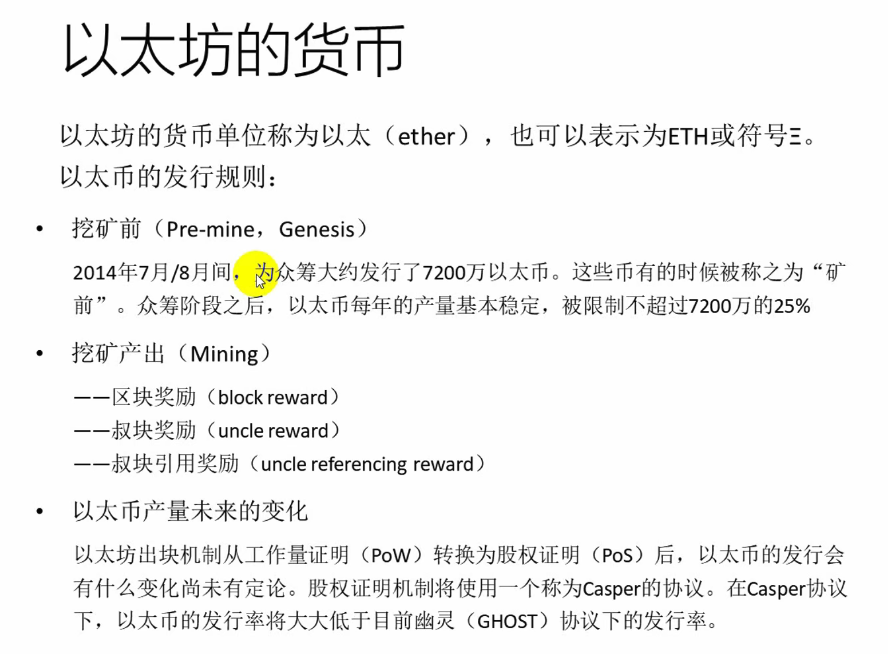 以太坊的货币
以太坊的货币单位称为以太（ether），也可以表示为ETH或符号Ξ。
以太币的发行规则：
• 挖矿前（Pre-mine，Genesis）
2014年7月/8月间，为众筹大约发行了7200万以太币。这些币有的时候被称之为“矿
前”。众筹阶段之后，以太币每年的产量基本稳定，被限制不超过7200万的25%
• 挖矿产出（Mining）
——区块奖励（block reward）
——叔块奖励（uncle reward）
——叔块引用奖励（uncle referencing reward）
• 以太币产量未来的变化
以太坊出块机制从工作量证明（PoW）转换为股权证明（PoS）后，以太币的发行会
有什么变化尚未有定论。股权证明机制将使用一个称为Casper的协议。在Casper协议
下，以太币的发行率将大大低于目前幽灵（GHOST）协议下的发行率。